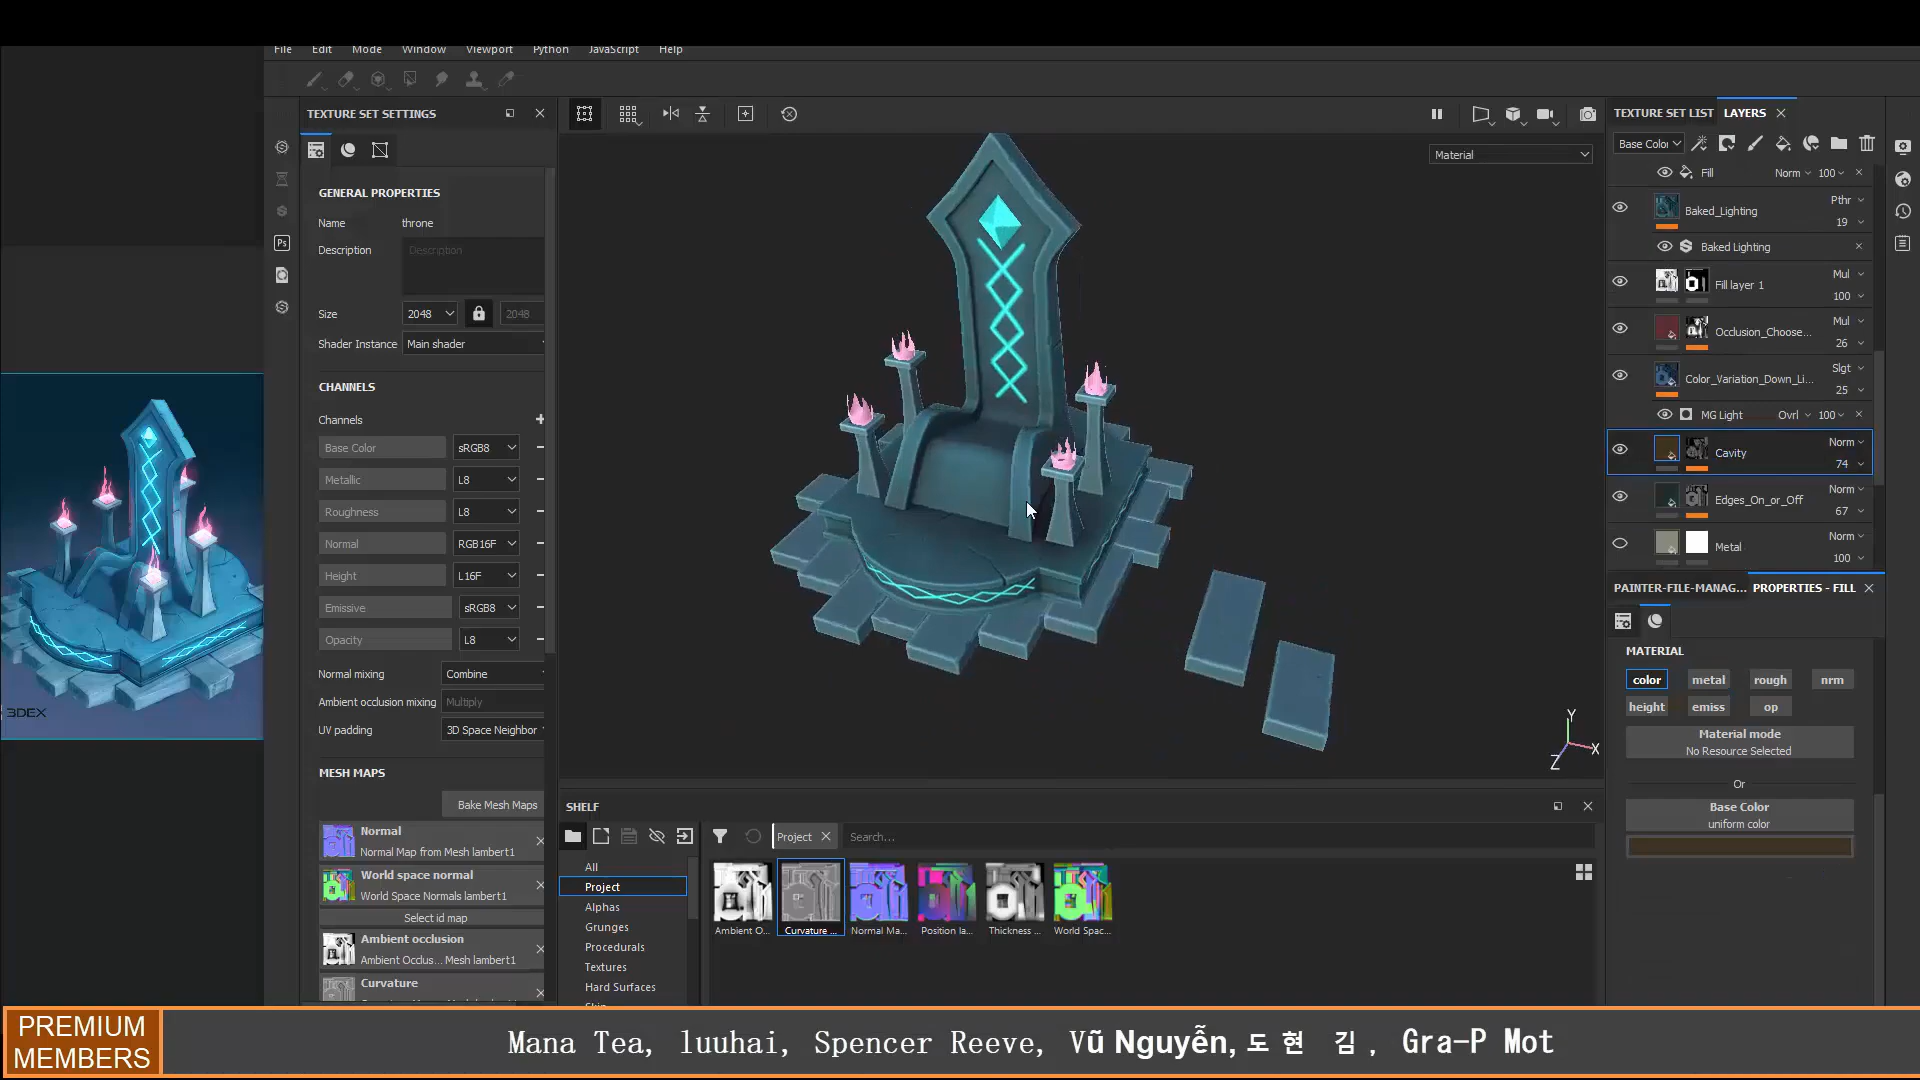 File Edit Mode Window Viewport Python JavaScript Help
TEXTURE SET SETTINGS
GENERAL PROPERTIES
Name throne
Description Description
Size 2048 2048
Shader Instance Main shader
CHANNELS
Channels
Base Color sRGB8
Metallic L8
Roughness L8
Normal RGB16F
Height L16F
Emissive sRGB8
Opacity L8
Normal mixing Combine
Ambient occlusion mixing Multiply
UV padding 3D Space Neighbor
MESH MAPS
Bake Mesh Maps
Normal
Normal Map from Mesh lambert1
World space normal
World Space Normals lambert1
Select id map
Ambient occlusion
Ambient Occlus... Mesh lambert1
Curvature
Ps
3DEX
Material
Y
X
Z
SHELF
Project
Search...
All
Project
Alphas
Grunges
Procedurals
Textures
Hard Surfaces
Ambient O...
Curvature ...
Normal Ma...
Position la...
Thickness ...
World Spac...
TEXTURE SET LIST LAYERS
Base Color
Fill Norm 100
Baked_Lighting Pthr 19
Baked Lighting
Fill layer 1 Mul 100
Occlusion_Choose... Mul 26
Color_Variation_Down_Li... Slgt 25
MG Light Ovrl 100
Cavity Norm 74
Edges_On_or_Off Norm 67
Metal Norm 100
PAINTER-FILE-MANAG... PROPERTIES - FILL
MATERIAL
color metal rough nrm
height emiss op
Material mode
No Resource Selected
Or
Base Color
uniform color
PREMIUM
MEMBERS
Mana Tea, luuhai, Spencer Reeve, Vũ Nguyễn, 도현 김, Gra-P Mot